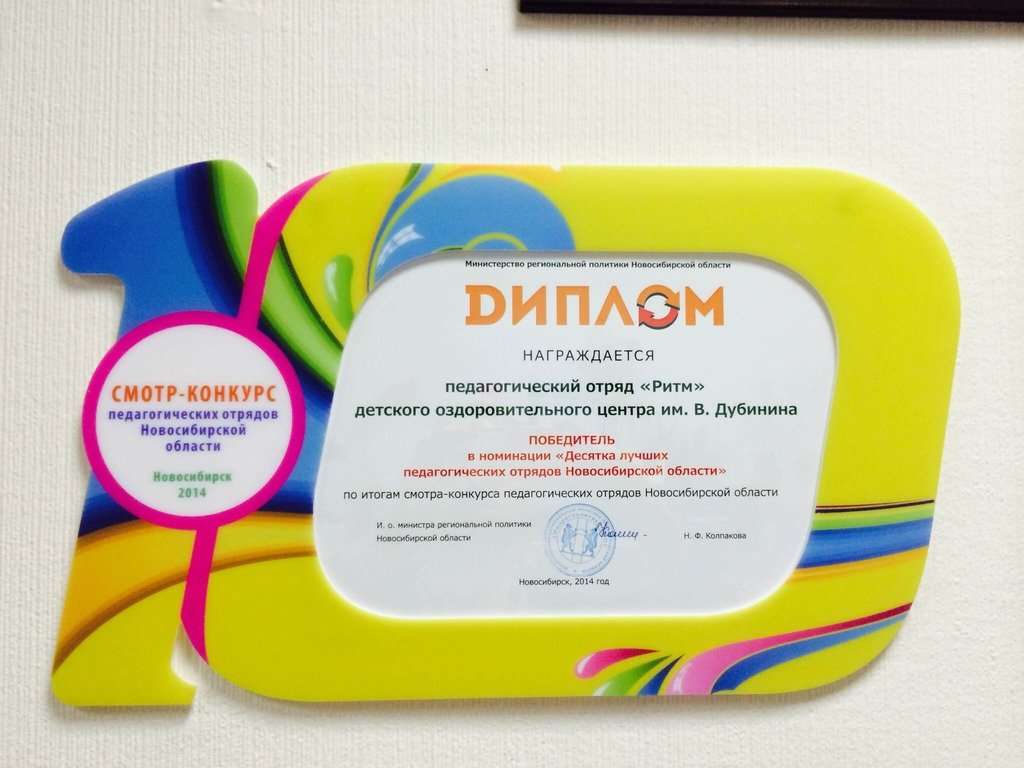 СМОТР-КОНКУРС
педагогических отрядов
Новосибирской
области
Новосибирск
2014
Министерство региональной политики Новосибирской области
ДИПЛОМ
НАГРАЖДАЕТСЯ
педагогический отряд «Ритм»
детского оздоровительного центра им. В. Дубинина
ПОБЕДИТЕЛЬ
в номинации «Десятка лучших
педагогических отрядов Новосибирской области»
по итогам смотра-конкурса педагогических отрядов Новосибирской области
И. о. министра региональной политики
Новосибирской области
Н. Ф. Колпакова
Новосибирск, 2014 год